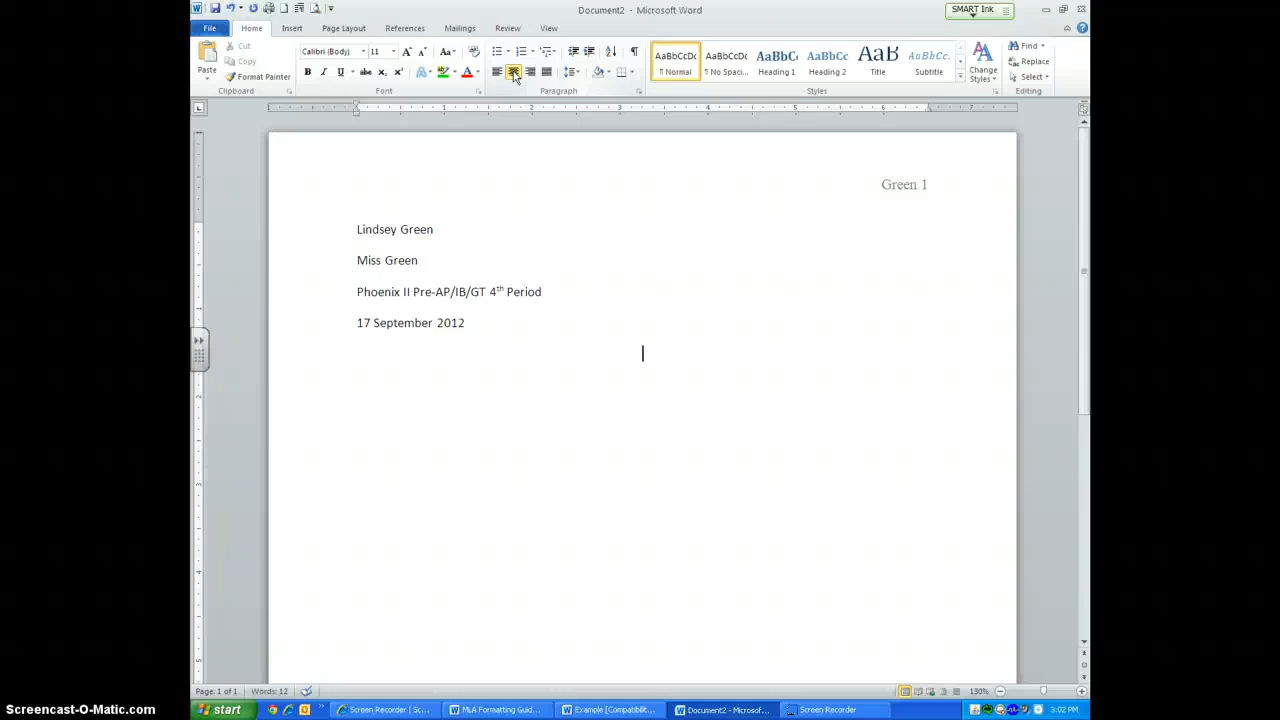 Document2 - Microsoft Word
SMART Ink
File Home Insert Page Layout References Mailings Review View
Paste
Cut
Copy
Format Painter
Clipboard
Calibri (Body) 11
Font
Paragraph
AaBbCcDc AaBbCcDc AaBbC AaBbCc AaB AaBbCc.
¶ Normal ¶ No Spaci... Heading 1 Heading 2 Title Subtitle
Change Styles
Styles
Find
Replace
Select
Editing
Green 1
Lindsey Green
Miss Green
Phoenix II Pre-AP/IB/GT 4th Period
17 September 2012
Page: 1 of 1 Words: 12 130%
start Screen Recorder | Sc... MLA Formatting Guid... Example [Compatibilit... Document2 - Microsof... Screen Recorder 3:02 PM
Screencast-O-Matic.com